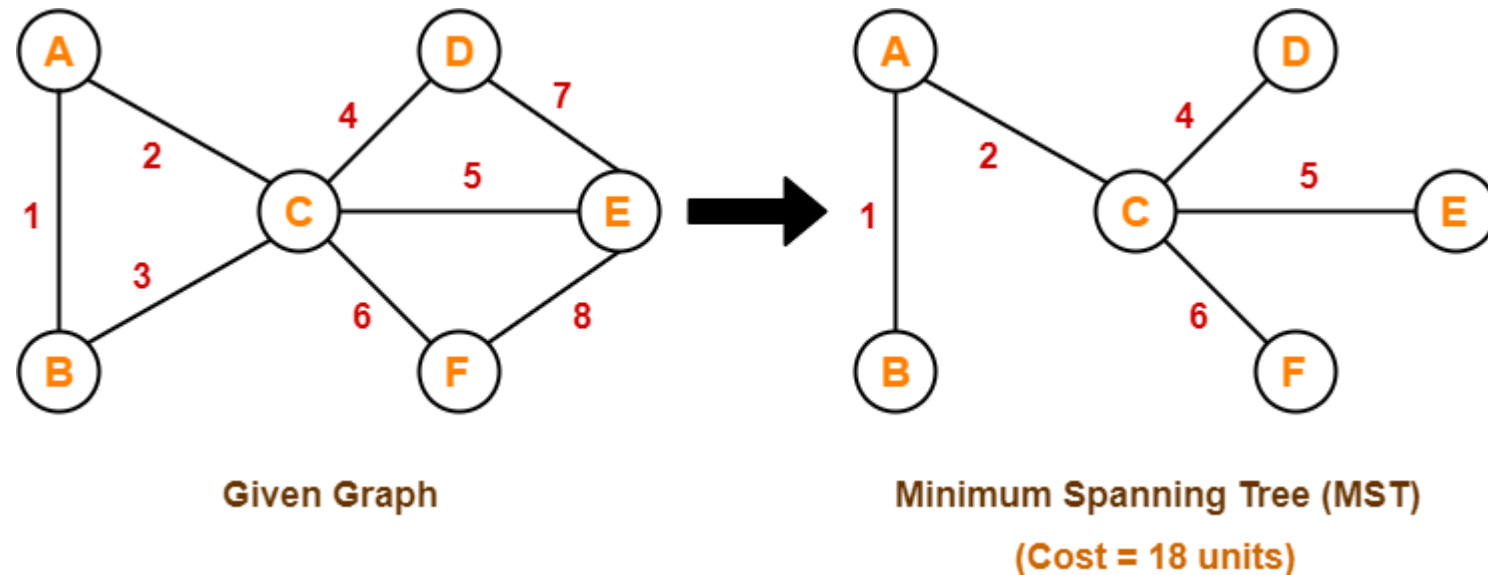 A
D
A
D
4
7
4
2
2
5
5
1
C
E
1
C
E
3
6
8
6
B
F
B
F
Given Graph
Minimum Spanning Tree (MST)
(Cost = 18 units)